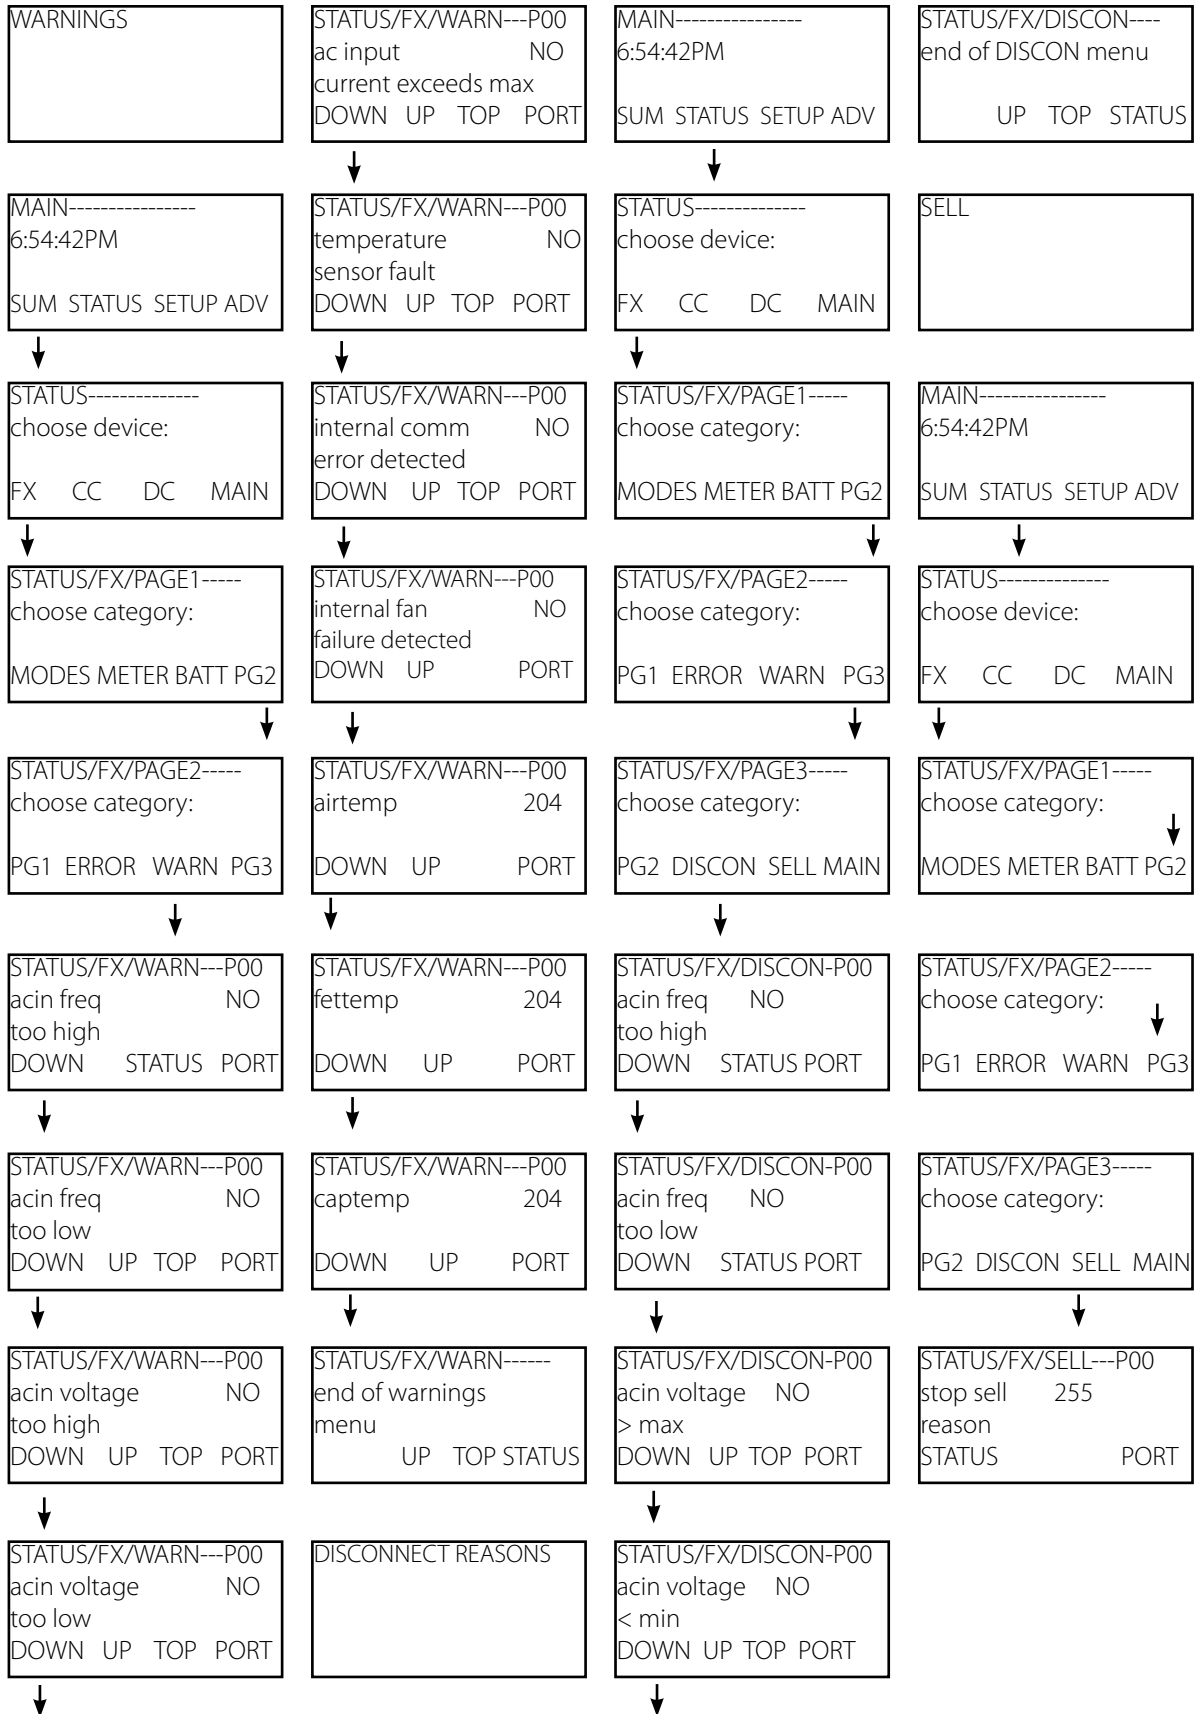 WARNINGS
MAIN----------------
6:54:42PM
SUM STATUS SETUP ADV
STATUS--------------
choose device:
FX CC DC MAIN
STATUS/FX/PAGE1-----
choose category:
MODES METER BATT PG2
STATUS/FX/PAGE2-----
choose category:
PG1 ERROR WARN PG3
STATUS/FX/WARN---P00
acin freq NO
too high
DOWN STATUS PORT
STATUS/FX/WARN---P00
acin freq NO
too low
DOWN UP TOP PORT
STATUS/FX/WARN---P00
acin voltage NO
too high
DOWN UP TOP PORT
STATUS/FX/WARN---P00
acin voltage NO
too low
DOWN UP TOP PORT
STATUS/FX/WARN---P00
ac input NO
current exceeds max
DOWN UP TOP PORT
STATUS/FX/WARN---P00
temperature NO
sensor fault
DOWN UP TOP PORT
STATUS/FX/WARN---P00
internal comm NO
error detected
DOWN UP TOP PORT
STATUS/FX/WARN---P00
internal fan NO
failure detected
DOWN UP PORT
STATUS/FX/WARN---P00
airtemp 204
DOWN UP PORT
STATUS/FX/WARN---P00
fettemp 204
DOWN UP PORT
STATUS/FX/WARN---P00
captemp 204
DOWN UP PORT
STATUS/FX/WARN------
end of warnings
menu
UP TOP STATUS
DISCONNECT REASONS
MAIN----------------
6:54:42PM
SUM STATUS SETUP ADV
STATUS--------------
choose device:
FX CC DC MAIN
STATUS/FX/PAGE1-----
choose category:
MODES METER BATT PG2
STATUS/FX/PAGE2-----
choose category:
PG1 ERROR WARN PG3
STATUS/FX/PAGE3-----
choose category:
PG2 DISCON SELL MAIN
STATUS/FX/DISCON-P00
acin freq NO
too high
DOWN STATUS PORT
STATUS/FX/DISCON-P00
acin freq NO
too low
DOWN STATUS PORT
STATUS/FX/DISCON-P00
acin voltage NO
> max
DOWN UP TOP PORT
STATUS/FX/DISCON-P00
acin voltage NO
< min
DOWN UP TOP PORT
STATUS/FX/DISCON----
end of DISCON menu
UP TOP STATUS
SELL
MAIN----------------
6:54:42PM
SUM STATUS SETUP ADV
STATUS--------------
choose device:
FX CC DC MAIN
STATUS/FX/PAGE1-----
choose category:
MODES METER BATT PG2
STATUS/FX/PAGE2-----
choose category:
PG1 ERROR WARN PG3
STATUS/FX/PAGE3-----
choose category:
PG2 DISCON SELL MAIN
STATUS/FX/SELL---P00
stop sell 255
reason
STATUS PORT